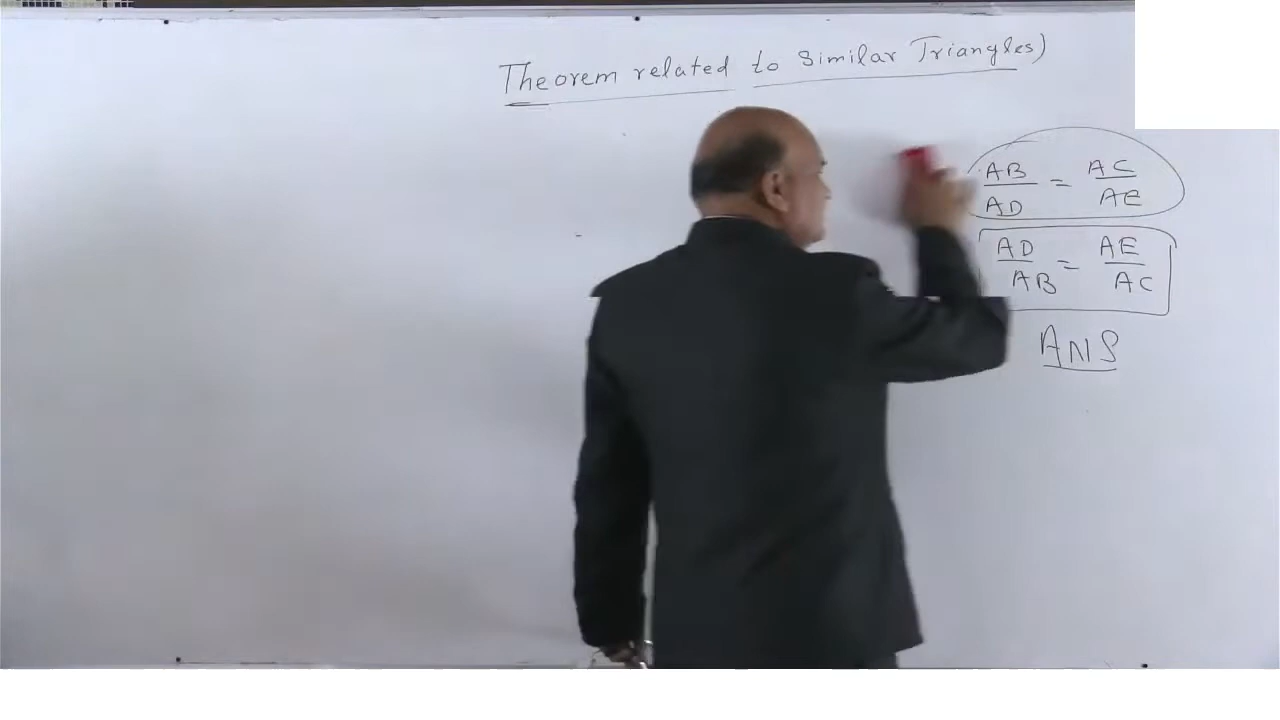 Theorem related to Similar Triangles)
AB/AD = AC/AE
AD/AB = AE/AC
ANS